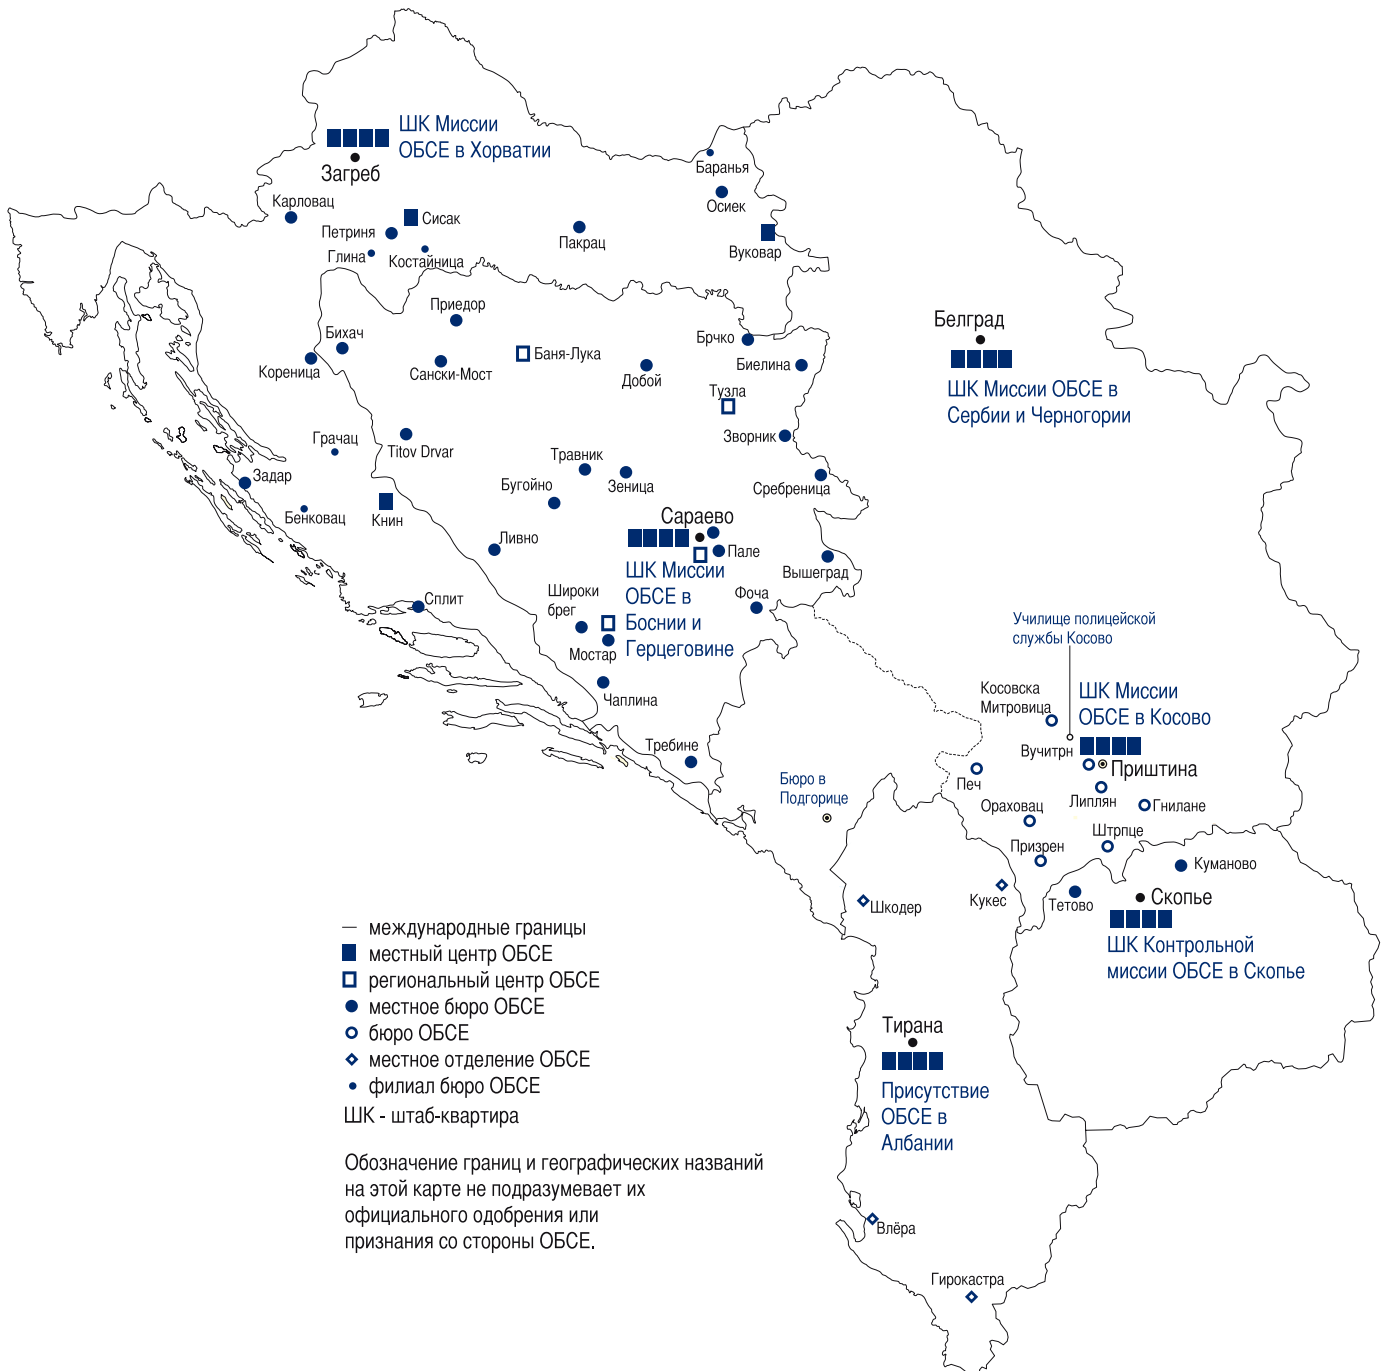 ШК Миссии
ОБСЕ в Хорватии
Загреб
Баранья
Осиек
Карловац
Сисак
Петриня
Вуковар
Пакрац
Глина
Костайница
Приедор
Белград
Бихач
Брчко
Баня-Лука
Биелина
Кореница
Сански-Мост
Добой
ШК Миссии ОБСЕ в
Сербии и Черногории
Тузла
Грачац
Titov Drvar
Зворник
Травник
Задар
Бугойно
Зеница
Сребреница
Бенковац
Книн
Сараево
Ливно
Пале
Вышеград
ШК Миссии
ОБСЕ в
Боснии и
Герцеговине
Широки
брег
Фоча
Сплит
Мостар
Училище полицейской
службы Косово
Чаплина
Косовска
Митровица
ШК Миссии
ОБСЕ в Косово
Требине
Вучитрн
Приштина
Бюро в
Подгорице
Печ
Липлян
Гнилане
Ораховац
Штрпце
Призрен
Куманово
Шкодер
Кукес
Тетово
Скопье
ШК Контрольной
миссии ОБСЕ в Скопье
международные границы
местный центр ОБСЕ
региональный центр ОБСЕ
местное бюро ОБСЕ
бюро ОБСЕ
местное отделение ОБСЕ
филиал бюро ОБСЕ
ШК - штаб-квартира
Тирана
Присутствие
ОБСЕ в
Албании
Обозначение границ и географических названий
на этой карте не подразумевает их
официального одобрения или
признания со стороны ОБСЕ.
Влёра
Гирокастра